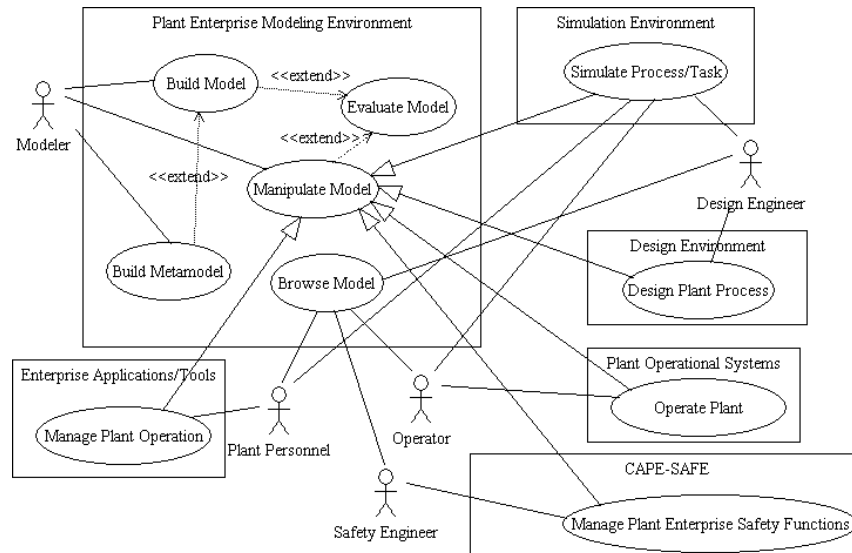 Plant Enterprise Modeling Environment
Simulation Environment
Build Model
<<extend>>
Simulate Process/Task
Evaluate Model
Modeler
<<extend>>
<<extend>>
Manipulate Model
Design Engineer
Design Environment
Build Metamodel
Browse Model
Design Plant Process
Enterprise Applications/Tools
Plant Operational Systems
Manage Plant Operation
Operate Plant
Plant Personnel
Operator
CAPE-SAFE
Safety Engineer
Manage Plant Enterprise Safety Functions